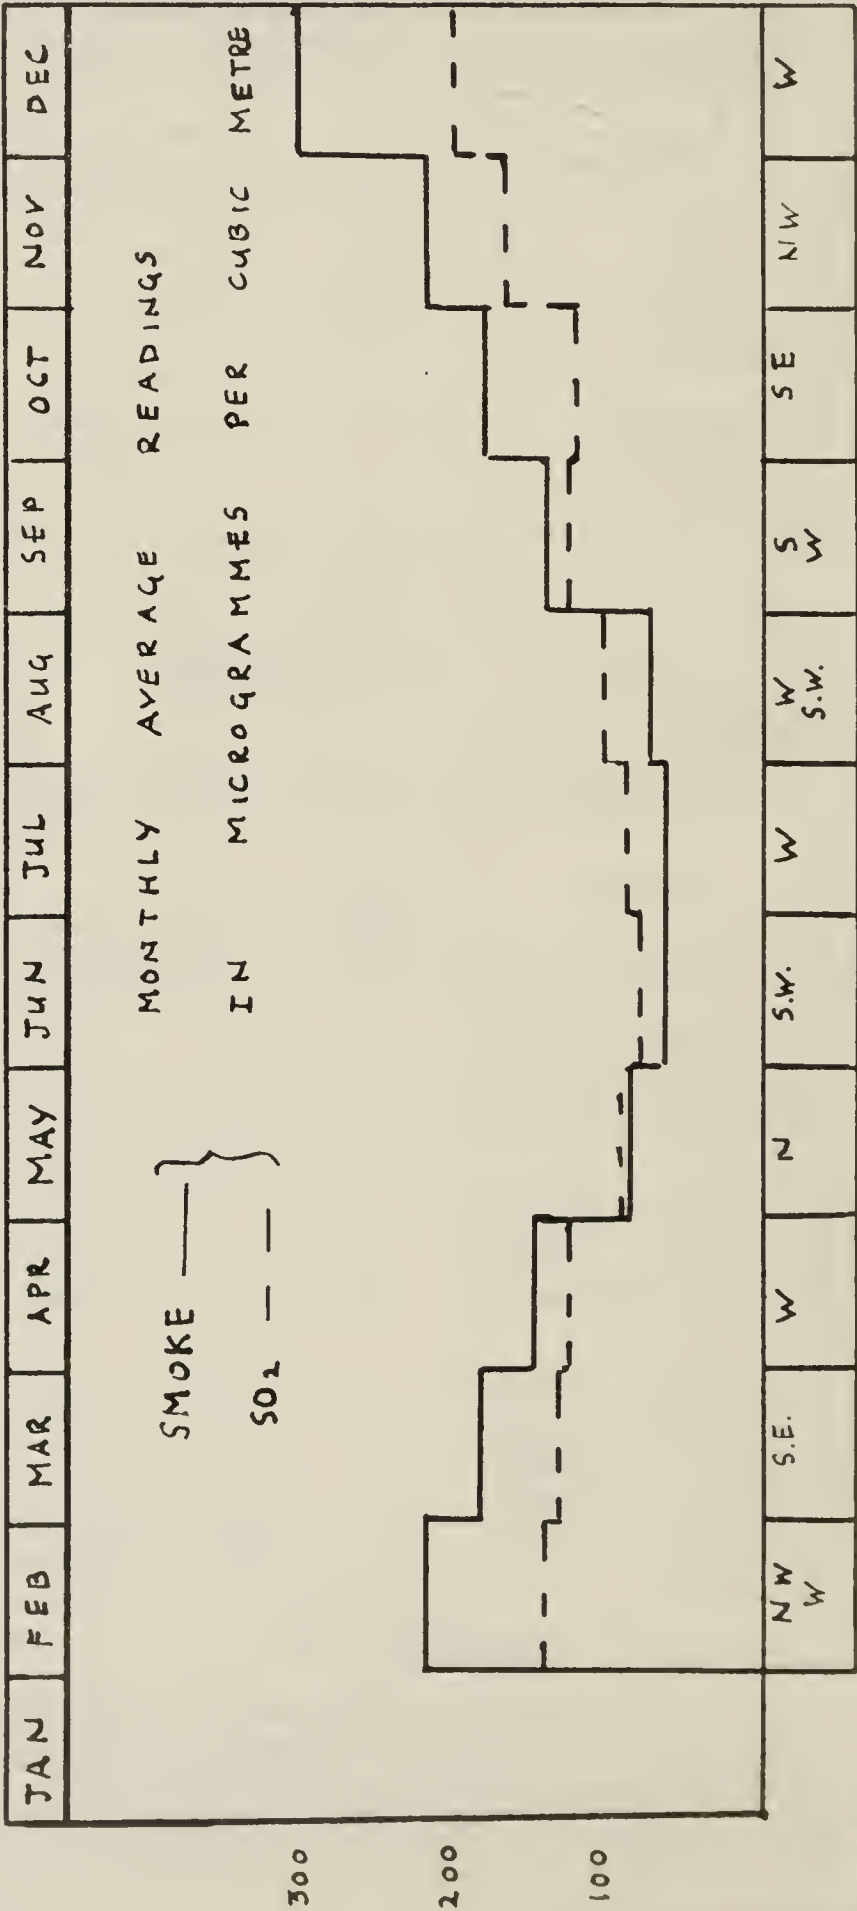 JAN FEB MAR APR MAY JUN JUL AUG SEP OCT NOV DEC
SMOKE
SO2
MONTHLY AVERAGE READINGS
IN MICROGRAMMES PER CUBIC METRE
300
200
100
NW W S.E. W N S.W. W W S.W. S W SE NW W